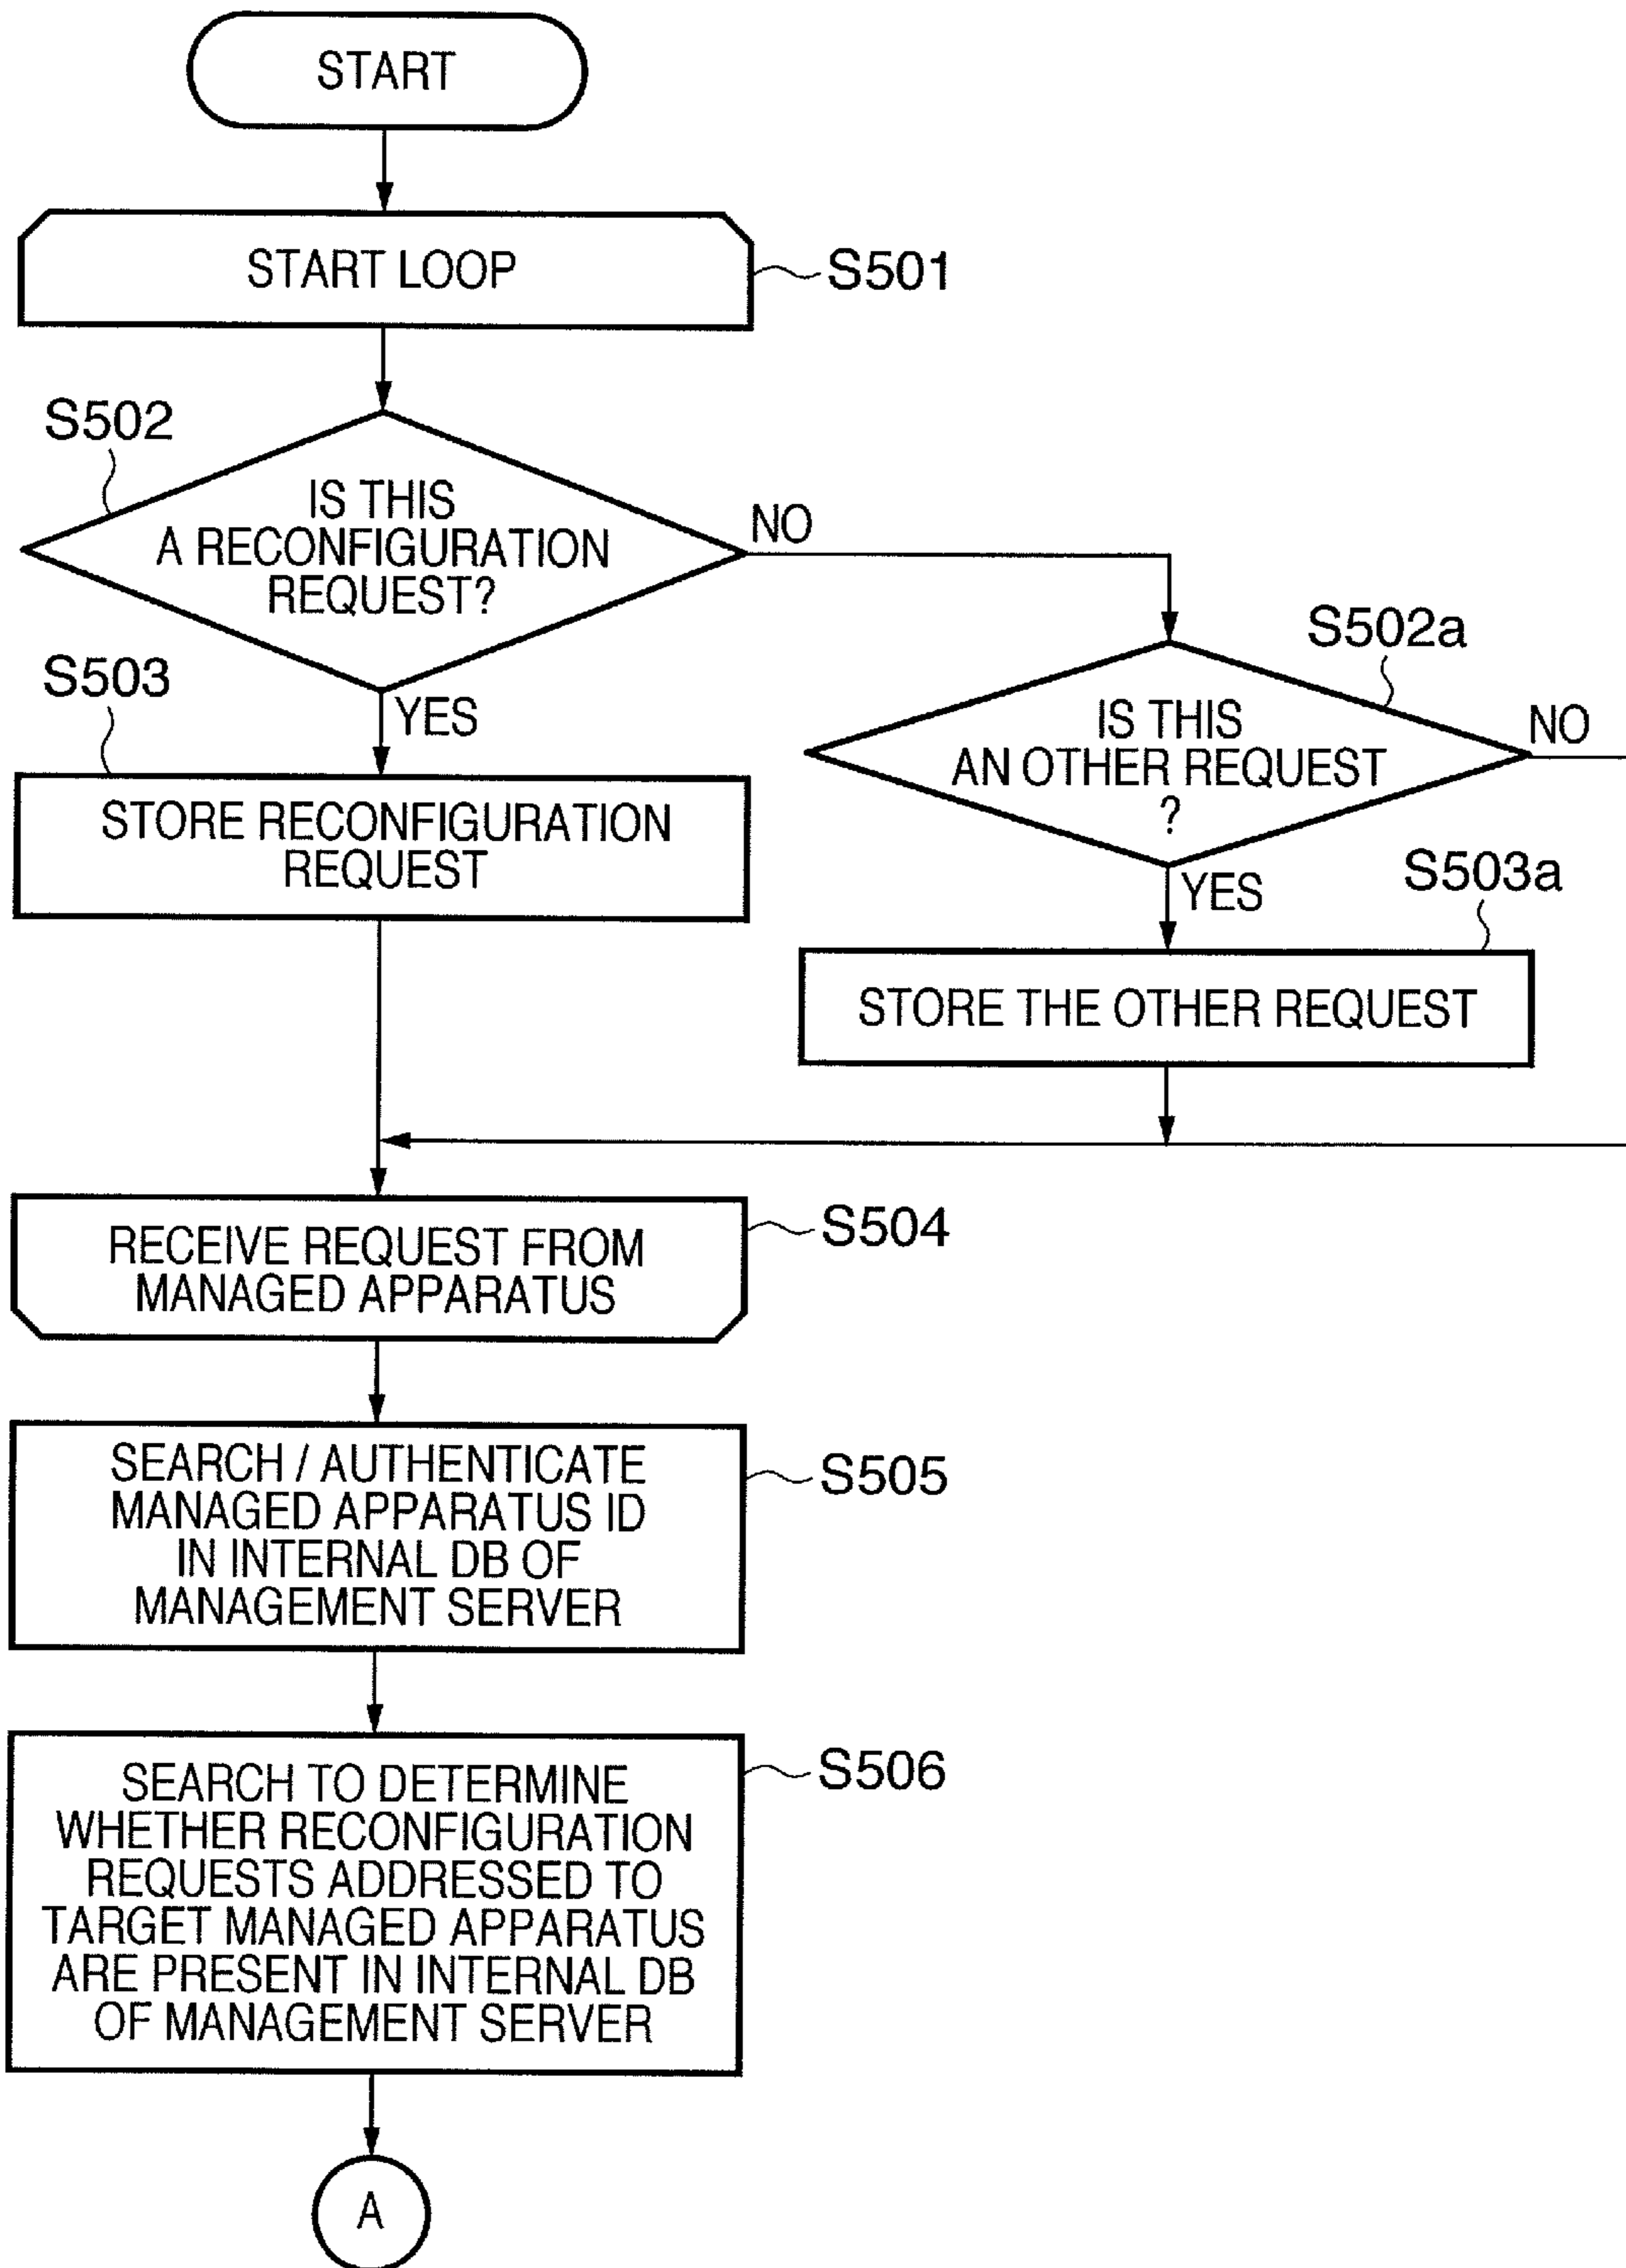 START
START LOOP
S501
S502
IS THIS
A RECONFIGURATION
REQUEST?
NO
YES
S502a
IS THIS
AN OTHER REQUEST
?
NO
YES
S503
STORE RECONFIGURATION
REQUEST
S503a
STORE THE OTHER REQUEST
RECEIVE REQUEST FROM
MANAGED APPARATUS
S504
SEARCH / AUTHENTICATE
MANAGED APPARATUS ID
IN INTERNAL DB OF
MANAGEMENT SERVER
S505
SEARCH TO DETERMINE
WHETHER RECONFIGURATION
REQUESTS ADDRESSED TO
TARGET MANAGED APPARATUS
ARE PRESENT IN INTERNAL DB
OF MANAGEMENT SERVER
S506
A